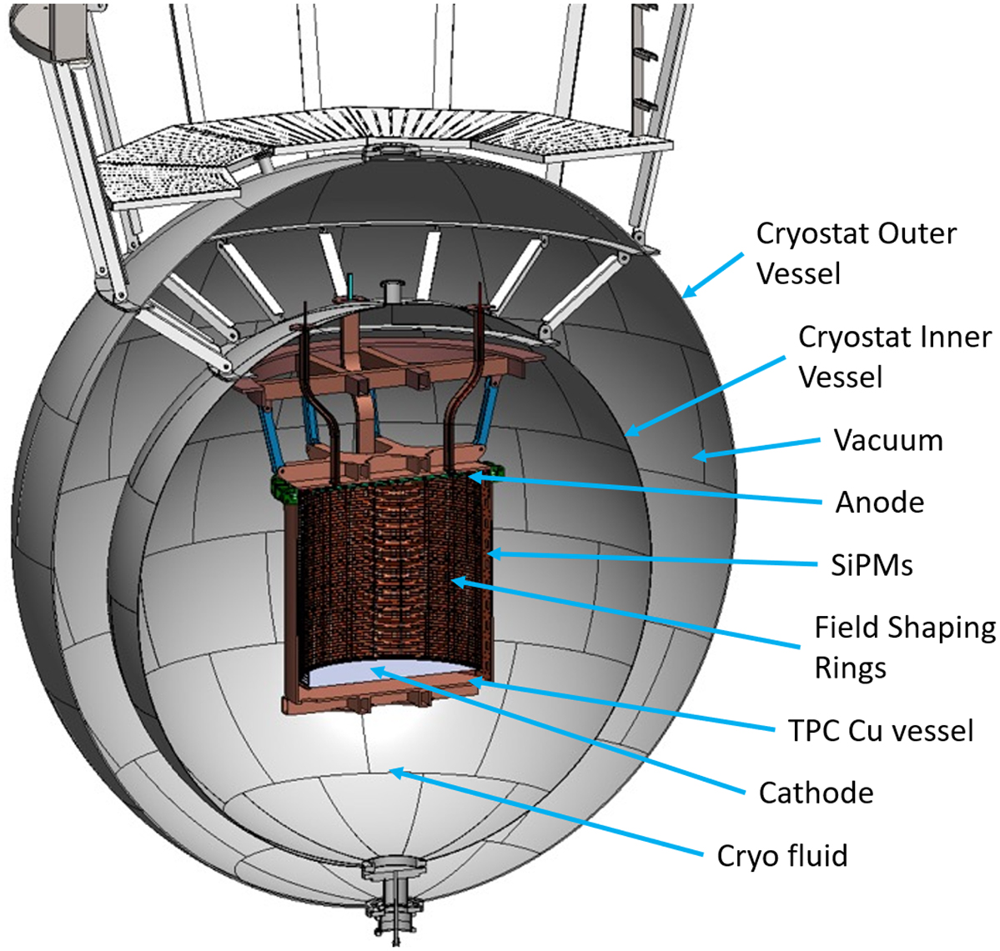 Cryostat Outer
Vessel
Cryostat Inner
Vessel
Vacuum
Anode
SiPMs
Field Shaping
Rings
TPC Cu vessel
Cathode
Cryo fluid